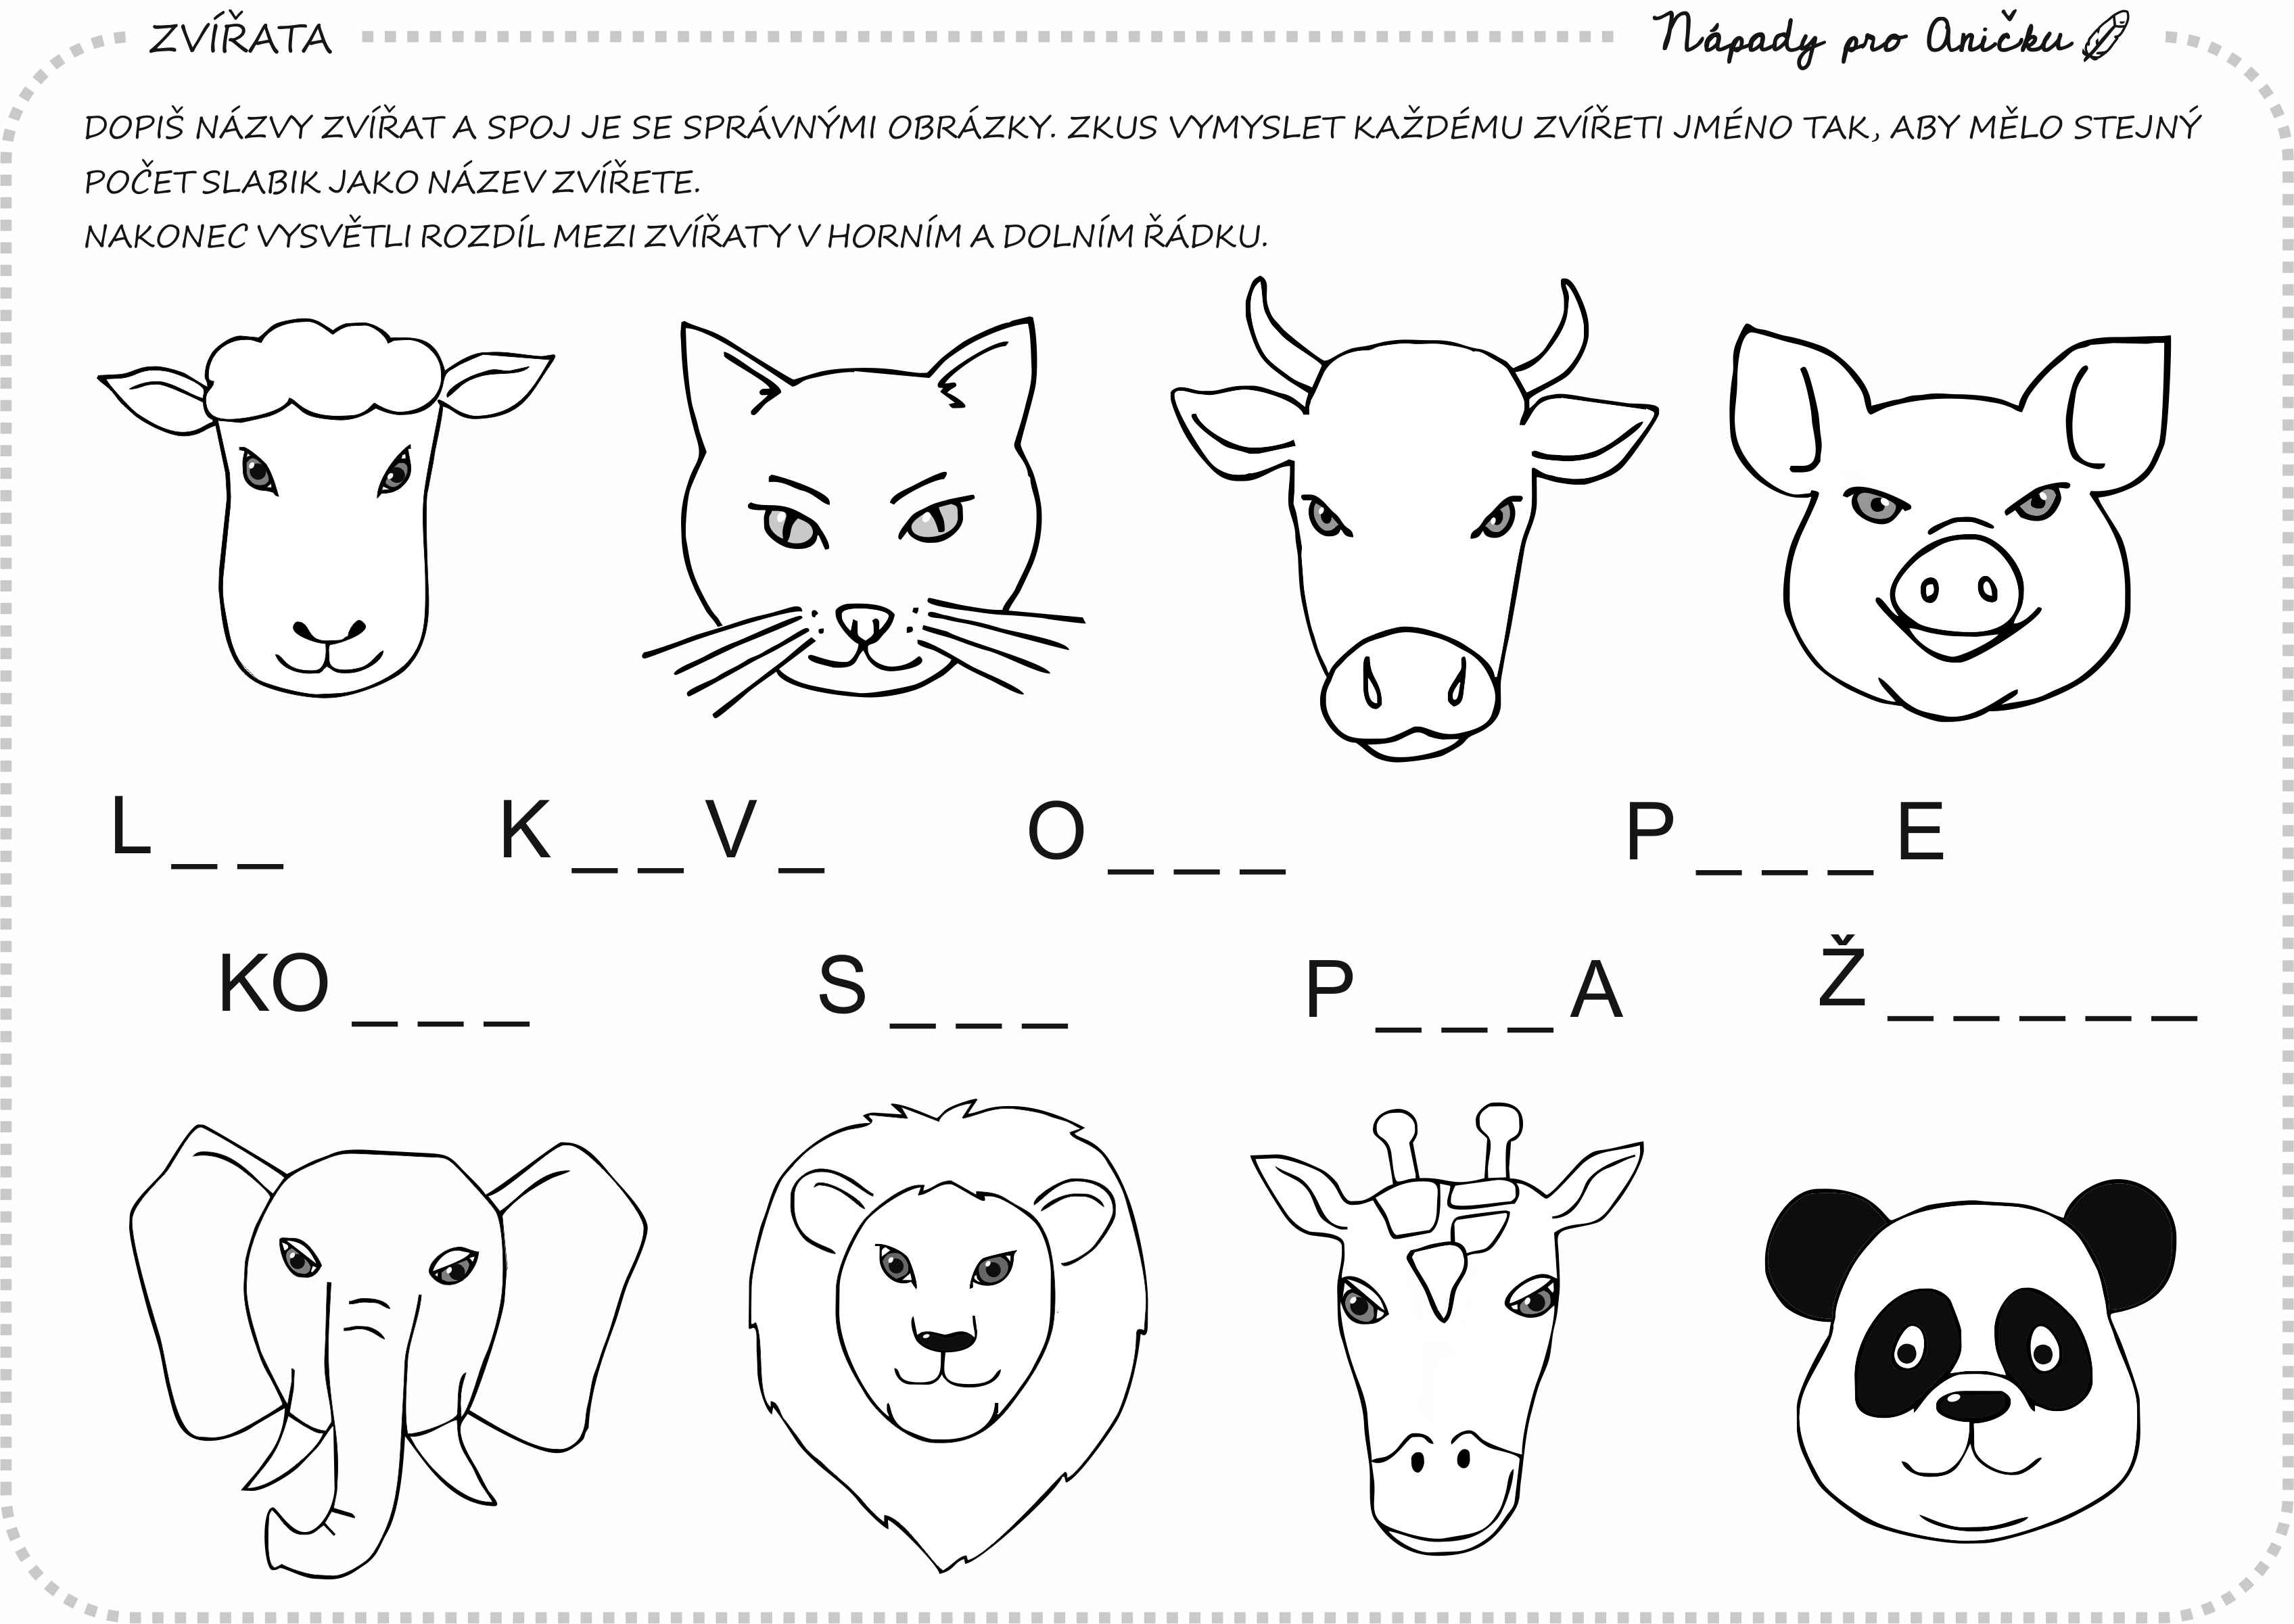 ZVÍŘATA
Nápady pro Aničku
DOPIŠ NÁZVY ZVÍŘAT A SPOJ JE SE SPRÁVNÝMI OBRÁZKY. ZKUS VYMYSLET KAŽDÉMU ZVÍŘETI JMÉNO TAK, ABY MĚLO STEJNÝ
POČET SLABIK JAKO NÁZEV ZVÍŘETE.
NAKONEC VYSVĚTLI ROZDÍL MEZI ZVÍŘATY V HORNÍM A DOLNÍM ŘÁDKU.
L _ _ K _ _ V _ O _ _ _ P _ _ _ E
KO _ _ _ S _ _ _ P _ _ _ A Ž _ _ _ _ _